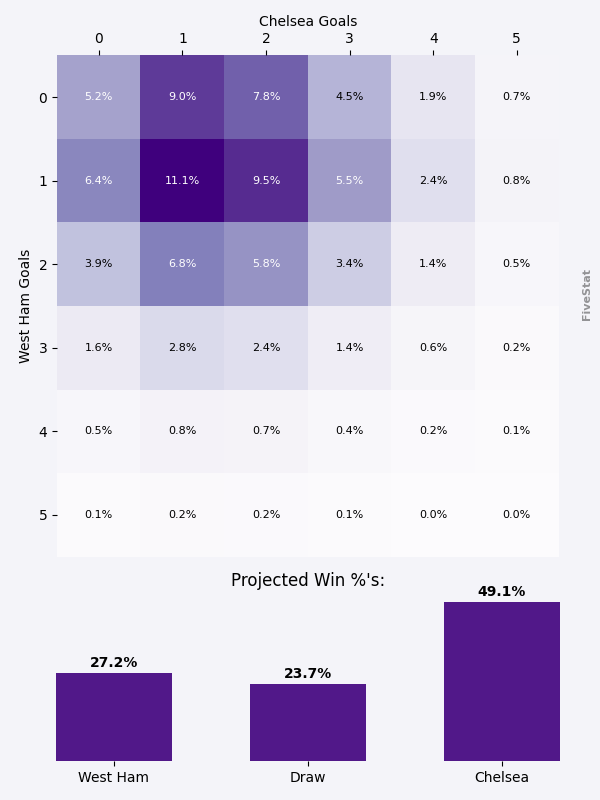 Chelsea Goals
0 1 2 3 4 5
0 5.2% 9.0% 7.8% 4.5% 1.9% 0.7%
1 6.4% 11.1% 9.5% 5.5% 2.4% 0.8%
2 3.9% 6.8% 5.8% 3.4% 1.4% 0.5%
3 1.6% 2.8% 2.4% 1.4% 0.6% 0.2%
4 0.5% 0.8% 0.7% 0.4% 0.2% 0.1%
5 0.1% 0.2% 0.2% 0.1% 0.0% 0.0%
West Ham Goals
FiveStat
Projected Win %'s:
27.2% 23.7% 49.1%
West Ham Draw Chelsea